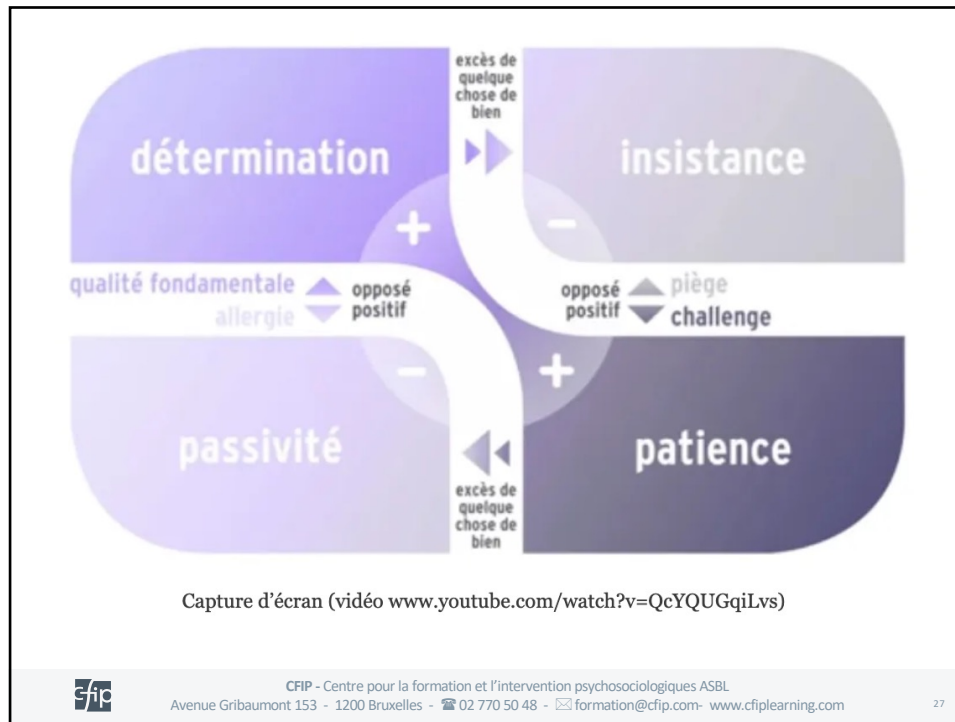 excès de
quelque
chose de
bien
détermination
insistance
+
−
qualité fondamentale
allergie
opposé
positif
opposé
positif
piège
challenge
−
+
passivité
patience
excès de
quelque
chose de
bien
Capture d'écran (vidéo www.youtube.com/watch?v=QcYQUGqiLvs)
cfip
CFIP - Centre pour la formation et l'intervention psychosociologiques ASBL
Avenue Gribaumont 153 - 1200 Bruxelles - ☎ 02 770 50 48 - ✉ formation@cfip.com- www.cfiplearning.com
27